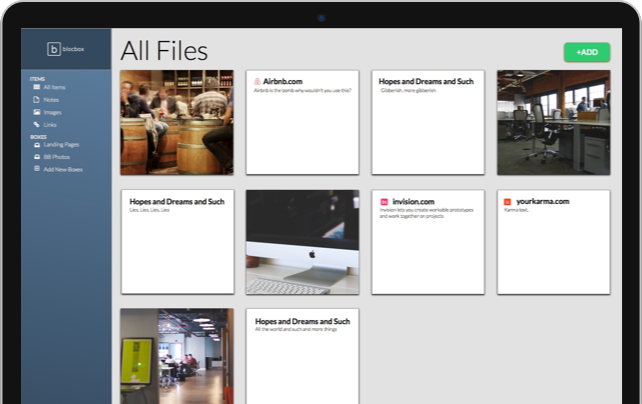 blocbox
All Files
+ADD
ITEMS
All Items
Notes
Images
Links
BOXES
Landing Pages
BB Photos
Add New Boxes
Airbnb.com
Airbnb is the bomb why wouldn't you use this?
Hopes and Dreams and Such
Gibberish, more gibberish
Hopes and Dreams and Such
Lies, Lies, Lies, Lies
invision.com
Invision lets you create workable prototypes
and work together on projects
yourkarma.com
Karma bed,
Hopes and Dreams and Such
All the world and such and more things